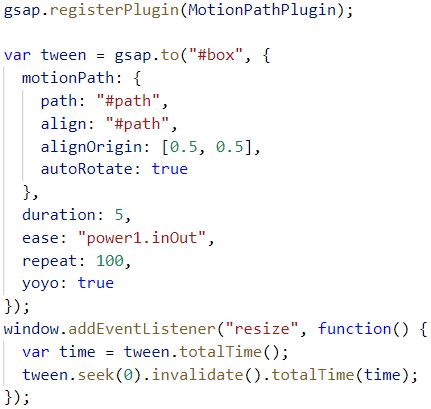 gsap.registerPlugin(MotionPathPlugin);

var tween = gsap.to("#box", {
  motionPath: {
    path: "#path",
    align: "#path",
    alignOrigin: [0.5, 0.5],
    autoRotate: true
  },
  duration: 5,
  ease: "power1.inOut",
  repeat: 100,
  yoyo: true
});
window.addEventListener("resize", function() {
  var time = tween.totalTime();
  tween.seek(0).invalidate().totalTime(time);
});